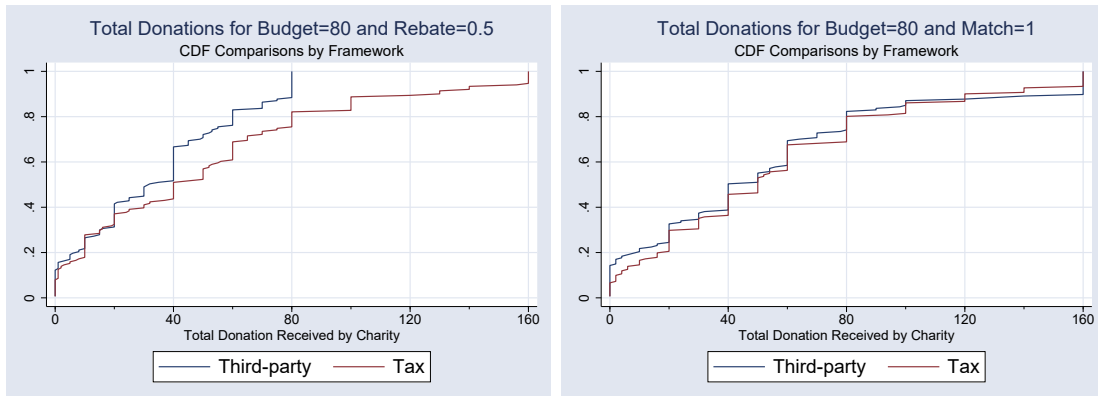 Total Donations for Budget=80 and Rebate=0.5
CDF Comparisons by Framework
1
.8
.6
.4
.2
0
0 40 80 120 160
Total Donation Received by Charity
Third-party Tax
Total Donations for Budget=80 and Match=1
CDF Comparisons by Framework
1
.8
.6
.4
.2
0
0 40 80 120 160
Total Donation Received by Charity
Third-party Tax